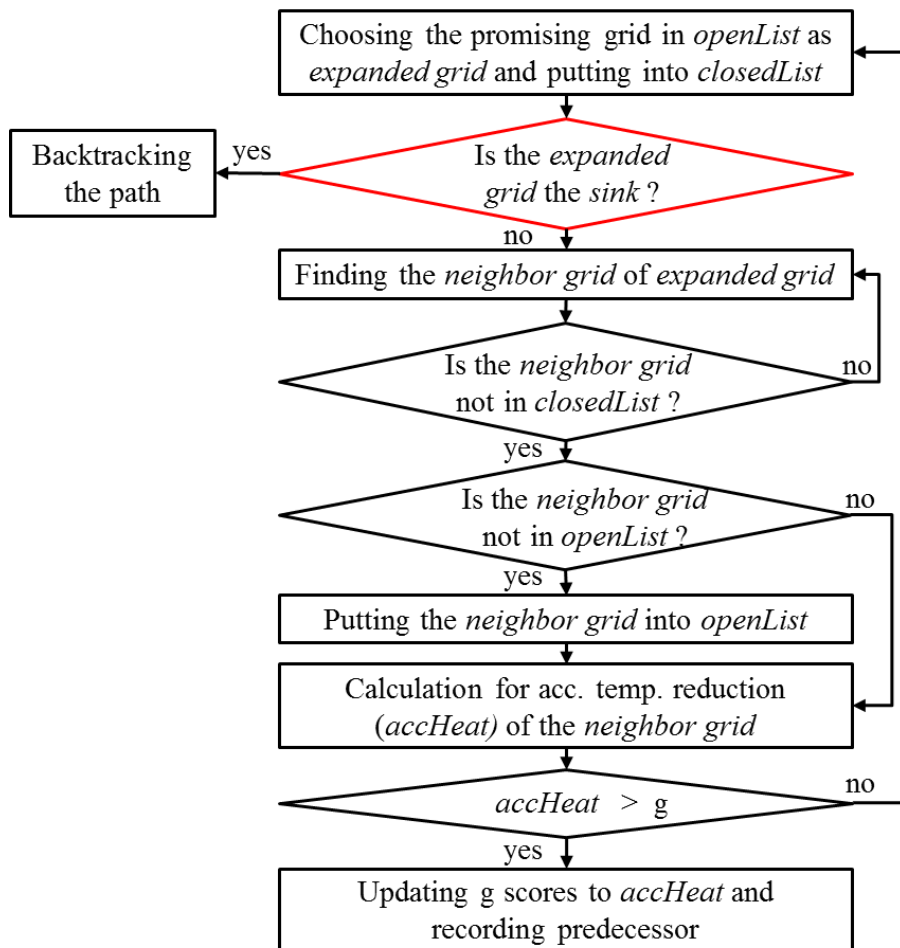 Choosing the promising grid in openList as
expanded grid and putting into closedList
Backtracking
the path
yes
Is the expanded
grid the sink ?
no
Finding the neighbor grid of expanded grid
Is the neighbor grid
not in closedList ?
no
yes
Is the neighbor grid
not in openList ?
no
yes
Putting the neighbor grid into openList
Calculation for acc. temp. reduction
(accHeat) of the neighbor grid
accHeat > g
no
yes
Updating g scores to accHeat and
recording predecessor